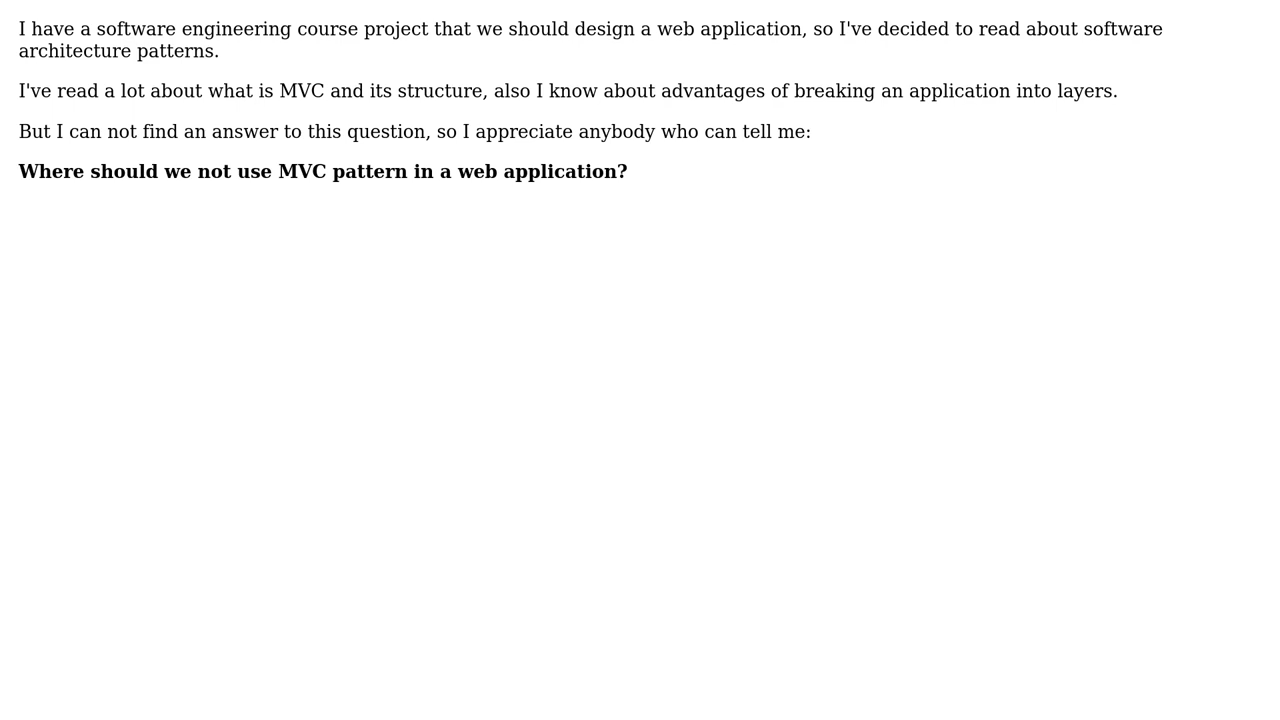 I have a software engineering course project that we should design a web application, so I've decided to read about software
architecture patterns.
I've read a lot about what is MVC and its structure, also I know about advantages of breaking an application into layers.
But I can not find an answer to this question, so I appreciate anybody who can tell me:
Where should we not use MVC pattern in a web application?